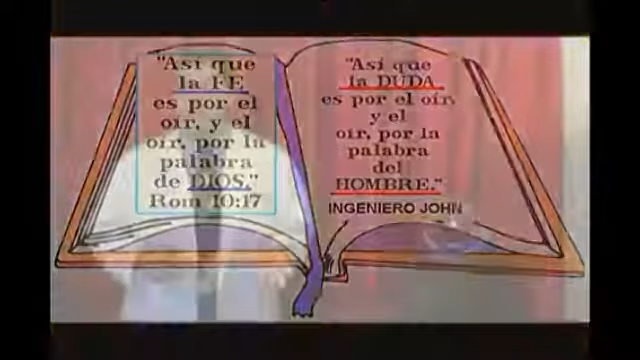 "Así que
la FE
es por el
oír, y el
oír, por la
palabra
de DIOS."
Rom 10:17
"Así que
la DUDA
es por el oír,
y el
oír, por la
palabra
del
HOMBRE."
INGENIERO JOHN